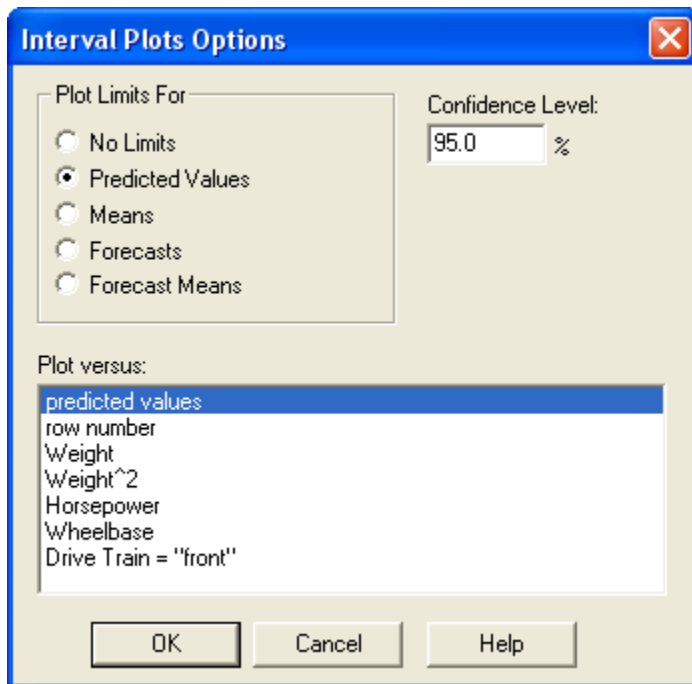 Interval Plots Options
Plot Limits For
No Limits
Predicted Values
Means
Forecasts
Forecast Means
Confidence Level:
95.0 %
Plot versus:
predicted values
row number
Weight
Weight^2
Horsepower
Wheelbase
Drive Train = "front"
OK Cancel Help